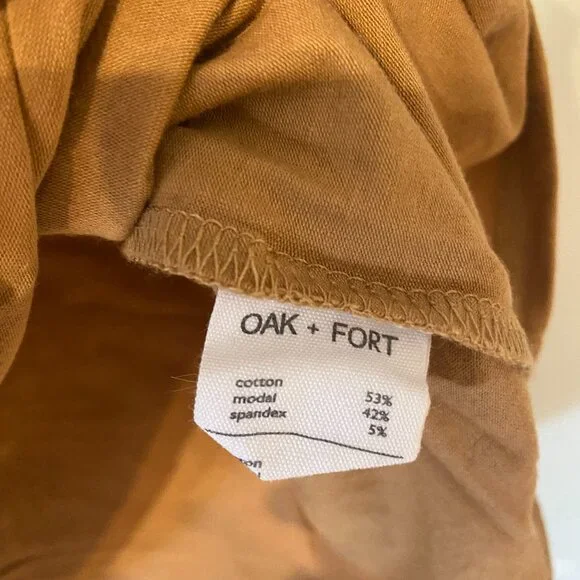 OAK + FORT
cotton 53%
modal 42%
spandex 5%